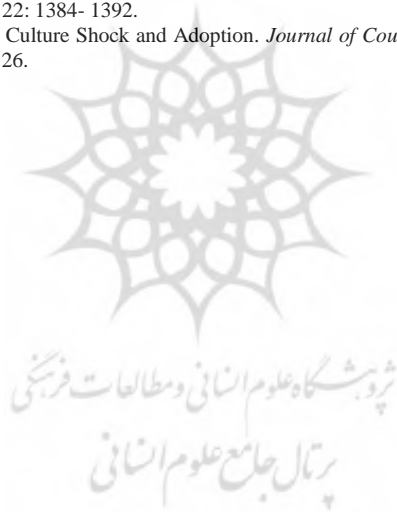 22: 1384- 1392.
Culture Shock and Adoption. Journal of Cou
26.
پژوهشگاه علوم انسانی و مطالعات فرهنگی
پرتال جامع علوم انسانی